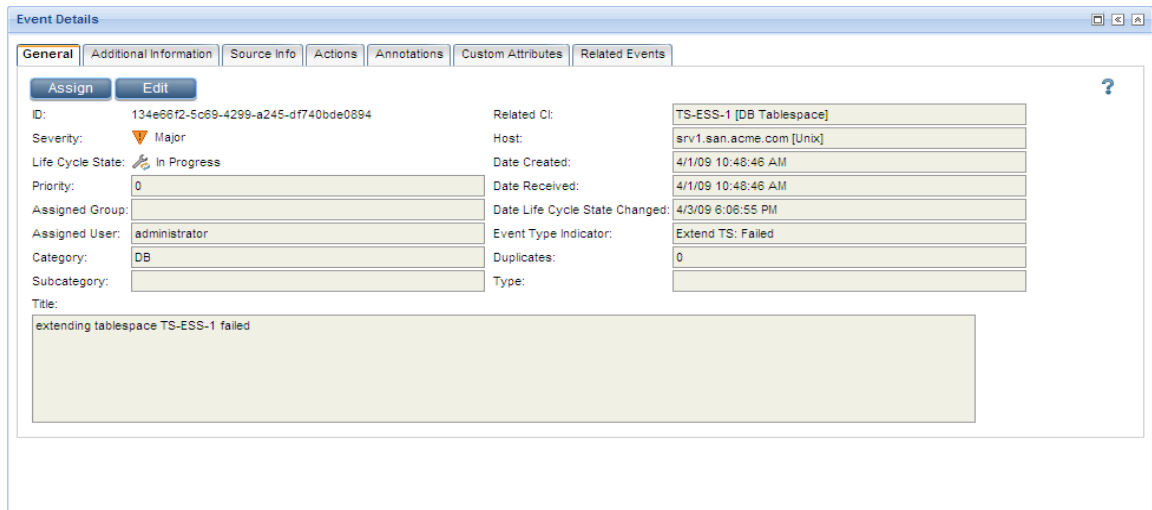 Event Details
General Additional Information Source Info Actions Annotations Custom Attributes Related Events
Assign Edit ?
ID: 134e66f2-5c69-4299-a245-df740bde0894 Related CI: TS-ESS-1 [DB Tablespace]
Severity: Major Host: srv1.san.acme.com [Unix]
Life Cycle State: In Progress Date Created: 4/1/09 10:48:46 AM
Priority: 0 Date Received: 4/1/09 10:48:46 AM
Assigned Group: Date Life Cycle State Changed: 4/3/09 6:06:55 PM
Assigned User: administrator Event Type Indicator: Extend TS: Failed
Category: DB Duplicates: 0
Subcategory: Type:
Title:
extending tablespace TS-ESS-1 failed